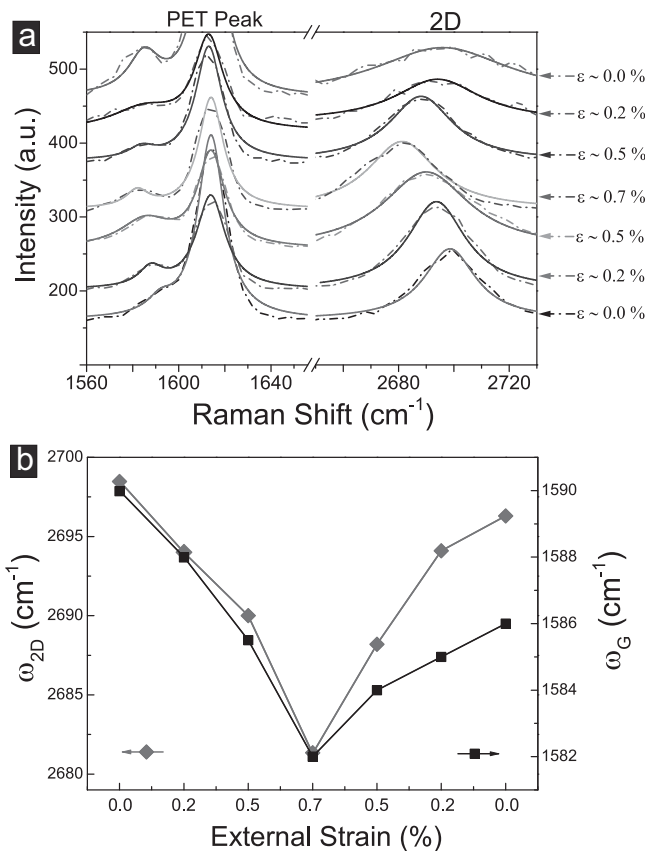 a
PET Peak 2D
500
400
300
200
Intensity (a.u.)
ε ~ 0.0 %
ε ~ 0.2 %
ε ~ 0.5 %
ε ~ 0.7 %
ε ~ 0.5 %
ε ~ 0.2 %
ε ~ 0.0 %
1560 1600 1640 2680 2720
Raman Shift (cm⁻¹)
b
2700
2695
2690
2685
2680
ω2D (cm⁻¹)
1590
1588
1586
1584
1582
ωG (cm⁻¹)
0.0 0.2 0.5 0.7 0.5 0.2 0.0
External Strain (%)